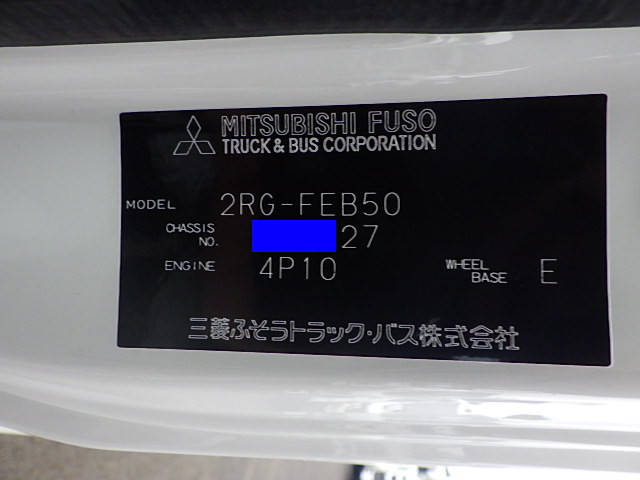 MITSUBISHI FUSO
TRUCK & BUS CORPORATION
MODEL 2RG-FEB50
CHASSIS NO. 27
ENGINE 4P10 WHEEL BASE E
三菱ふそうトラック・バス株式会社